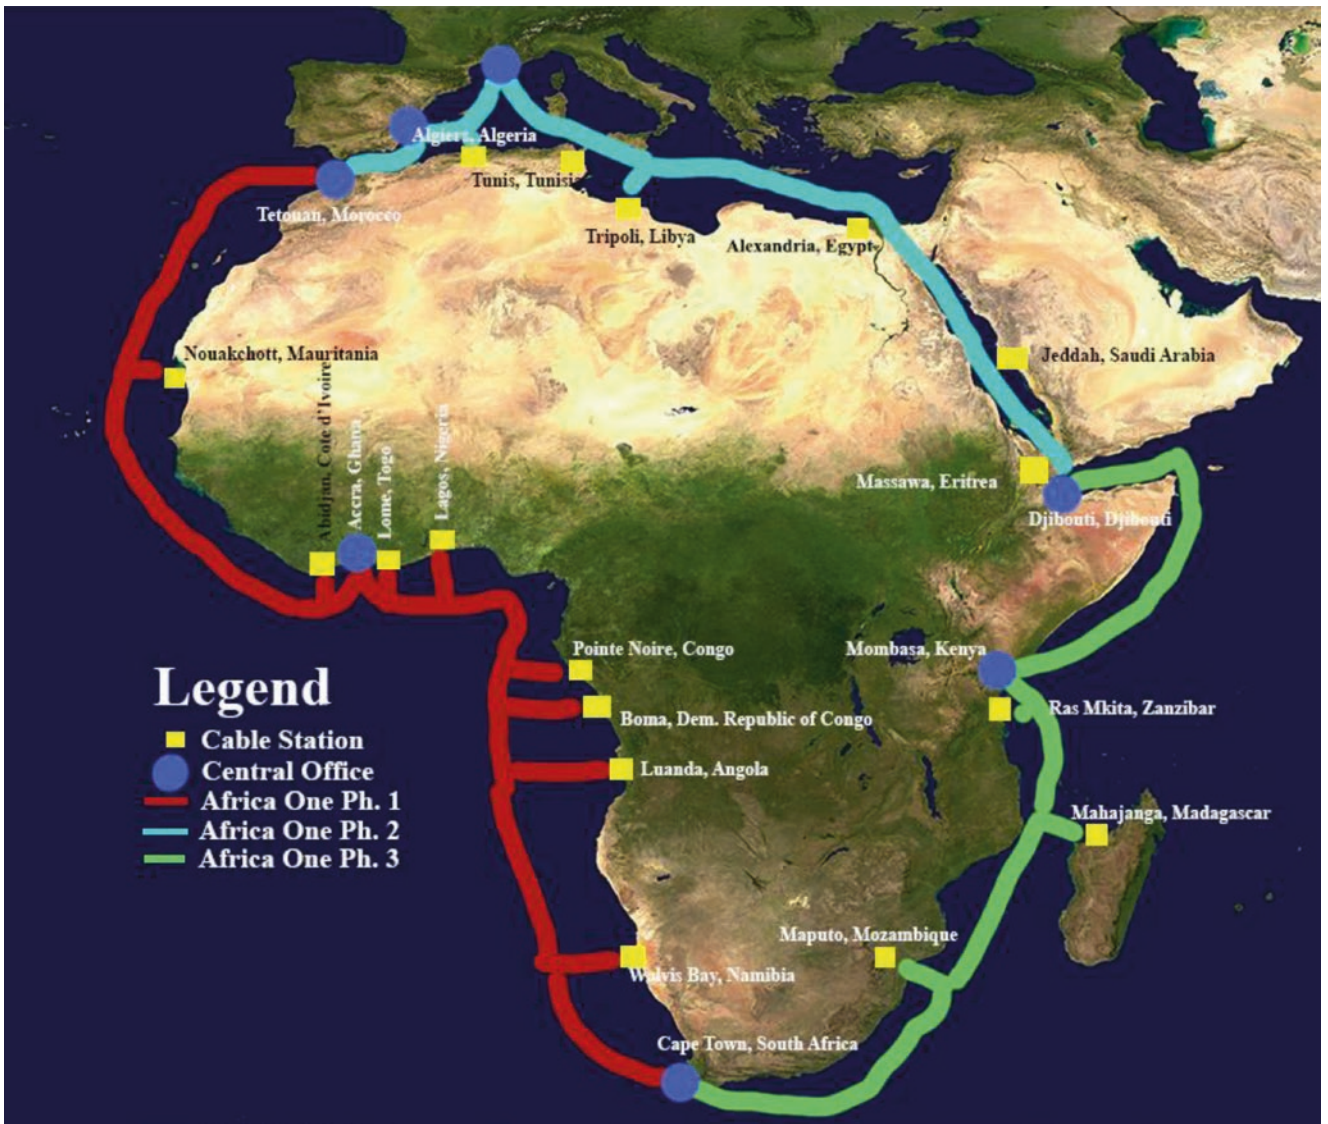 Algiers, Algeria
Tunis, Tunisia
Tetouan, Morocco
Tripoli, Libya
Alexandria, Egypt
Nouakchott, Mauritania
Jeddah, Saudi Arabia
Abidjan, Cote d'Ivoire
Accra, Ghana
Lome, Togo
Lagos, Nigeria
Massawa, Eritrea
Djibouti, Djibouti
Pointe Noire, Congo
Mombasa, Kenya
Boma, Dem. Republic of Congo
Ras Mkita, Zanzibar
Luanda, Angola
Mahajanga, Madagascar
Maputo, Mozambique
Walvis Bay, Namibia
Cape Town, South Africa
Legend
Cable Station
Central Office
Africa One Ph. 1
Africa One Ph. 2
Africa One Ph. 3